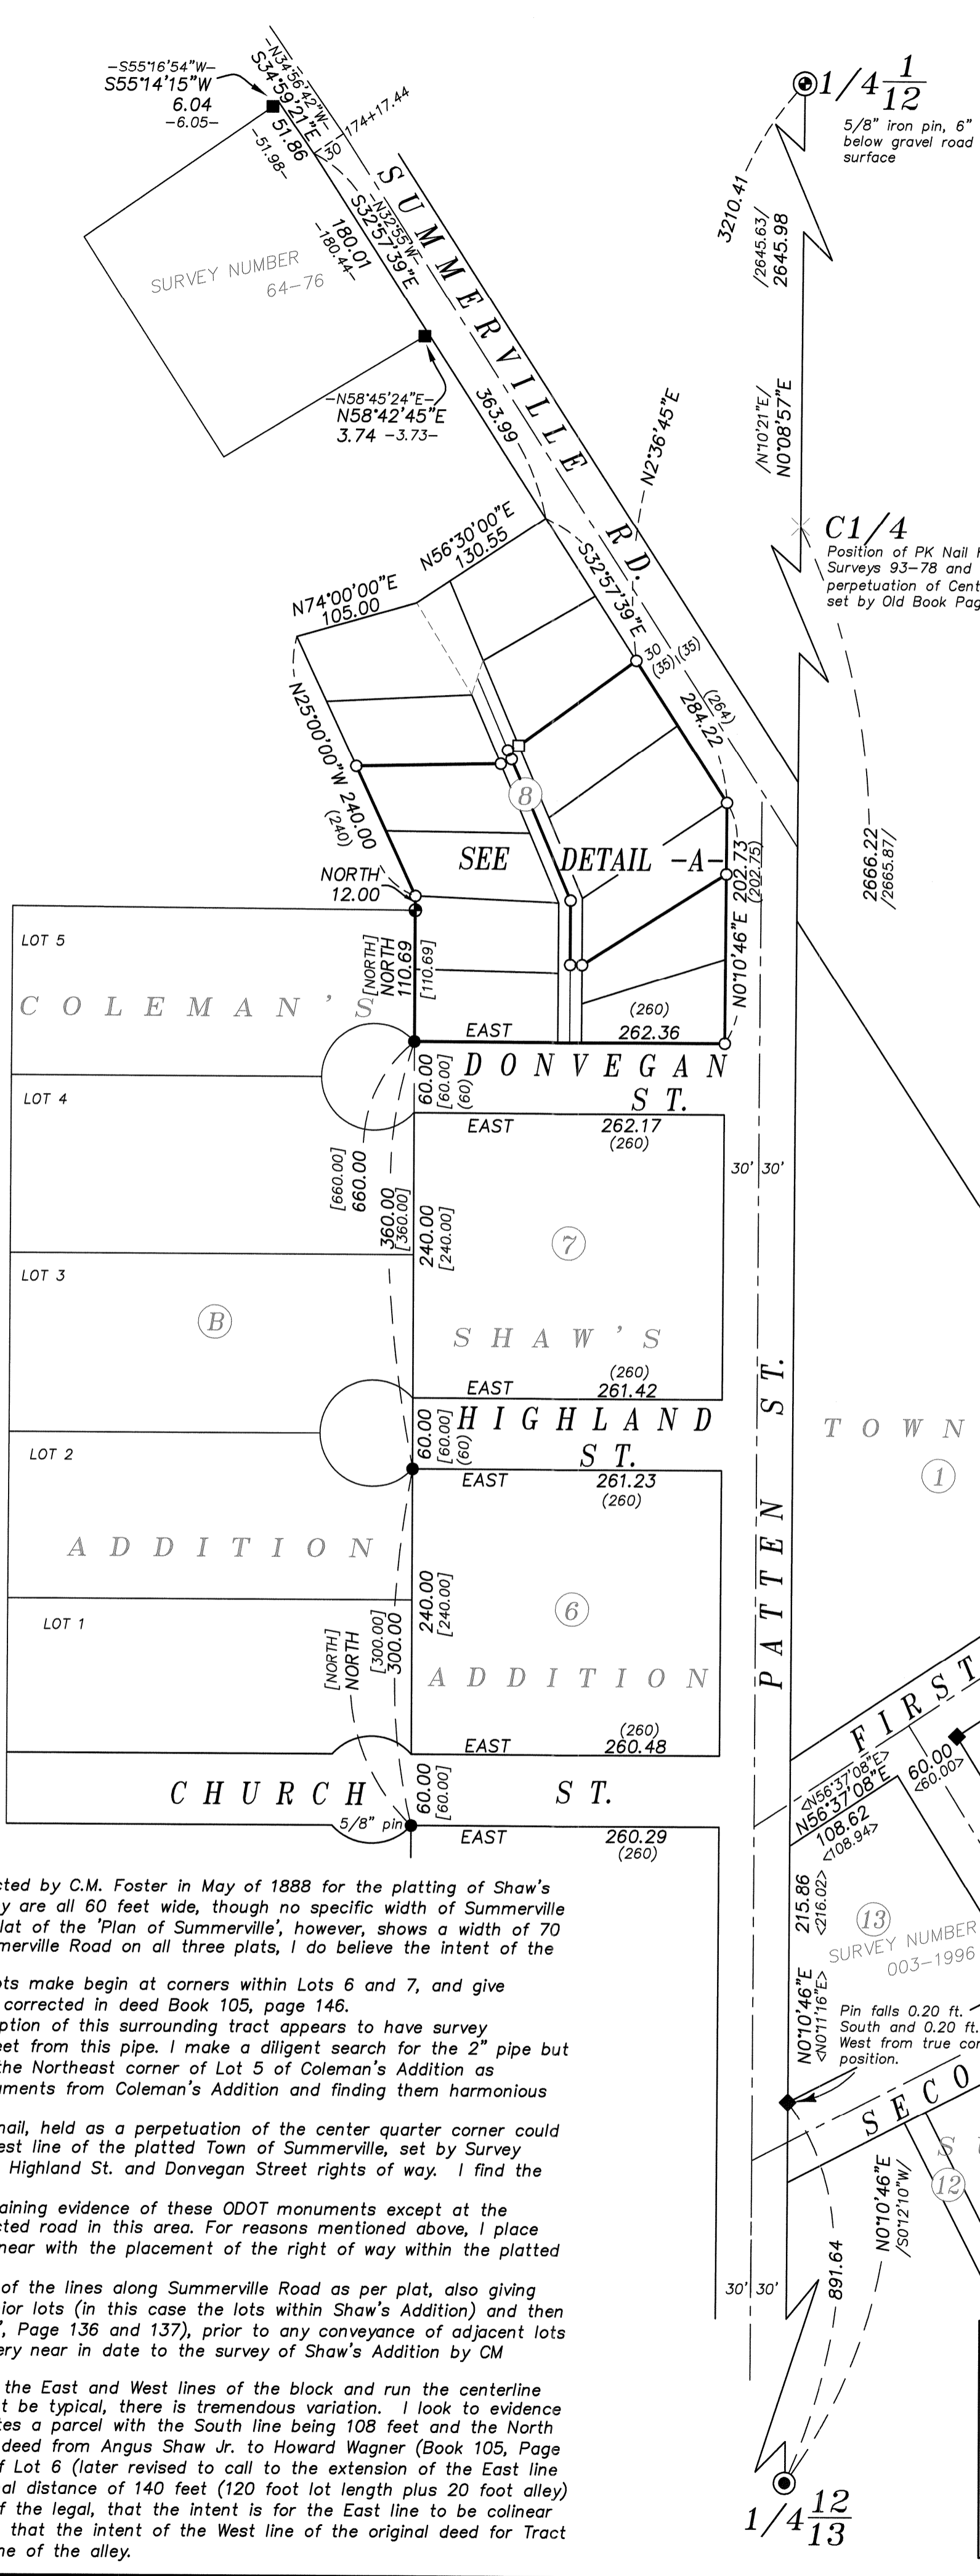 –S55°16'54"W–
S55°14'15"W
6.04
–6.05–
–N34°56'42"W–
S34°59'21"E
51.86
–51.98–
30
174+17.44
1/4 1/12
5/8" iron pin, 6"
below gravel road
surface
3210.41
/2645.63/
2645.98
SURVEY NUMBER
64–76
–N32°55'W–
S32°57'39"E
180.01
–180.44–
SUMMERVILLE RD.
–N58°45'24"E–
N58°42'45"E
3.74 –3.73–
363.99
N2°36'45"E
/N°10'21"E/
N0°08'57"E
C1/4
Position of PK Nail
Surveys 93–78 and
perpetuation of Cent
set by Old Book Pag
N56°30'00"E
130.55
N74°00'00"E
105.00
S32°57'39"E
30
(35) (35)
(264)
284.22
N25°00'00"W 240.00
(240)
8
SEE DETAIL –A–
NORTH
12.00
N0°10'46"E 202.73
(202.75)
2666.22
/2665.87/
LOT 5
COLEMAN'S
[NORTH]
NORTH
110.69
[110.69]
(260)
EAST 262.36
DONVEGAN
ST.
60.00
[60.00]
(60)
LOT 4
EAST 262.17
(260)
30' 30'
[660.00]
660.00
360.00
[360.00]
240.00
[240.00]
7
LOT 3
B
SHAW'S
(260)
EAST 261.42
HIGHLAND
ST.
60.00
[60.00]
(60)
LOT 2
EAST 261.23
(260)
PATTEN ST.
TOWN
1
ADDITION
240.00
[240.00]
6
LOT 1
ADDITION
[NORTH]
NORTH
[300.00]
300.00
(260)
EAST 260.48
CHURCH ST.
60.00
[60.00]
5/8" pin
EAST 260.29
(260)
FIRST
<N56°37'08"E>
N56°37'08"E
108.62
<108.94>
60.00
<60.00>
215.86
<216.02>
13
SURVEY NUMBER
003–1996
N0°10'46"E
<N0°11'16"E>
Pin falls 0.20 ft.
South and 0.20 ft.
West from true cor
position.
SECO
S
12
N0°10'46"E
/S0°12'10"W/
891.64
30' 30'
1/4 12/13
cted by C.M. Foster in May of 1888 for the platting of Shaw's
y are all 60 feet wide, though no specific width of Summerville
lat of the 'Plan of Summerville', however, shows a width of 70
merville Road on all three plats, I do believe the intent of the
ots make begin at corners within Lots 6 and 7, and give
corrected in deed Book 105, page 146.
ption of this surrounding tract appears to have survey
eet from this pipe. I make a diligent search for the 2" pipe but
the Northeast corner of Lot 5 of Coleman's Addition as
uments from Coleman's Addition and finding them harmonious
nail, held as a perpetuation of the center quarter corner could
est line of the platted Town of Summerville, set by Survey
Highland St. and Donvegan Street rights of way. I find the
aining evidence of these ODOT monuments except at the
cted road in this area. For reasons mentioned above, I place
near with the placement of the right of way within the platted
of the lines along Summerville Road as per plat, also giving
ior lots (in this case the lots within Shaw's Addition) and then
', Page 136 and 137), prior to any conveyance of adjacent lots
ery near in date to the survey of Shaw's Addition by CM
the East and West lines of the block and run the centerline
t be typical, there is tremendous variation. I look to evidence
tes a parcel with the South line being 108 feet and the North
deed from Angus Shaw Jr. to Howard Wagner (Book 105, Page
f Lot 6 (later revised to call to the extension of the East line
al distance of 140 feet (120 foot lot length plus 20 foot alley)
f the legal, that the intent is for the East line to be colinear
that the intent of the West line of the original deed for Tract
ne of the alley.